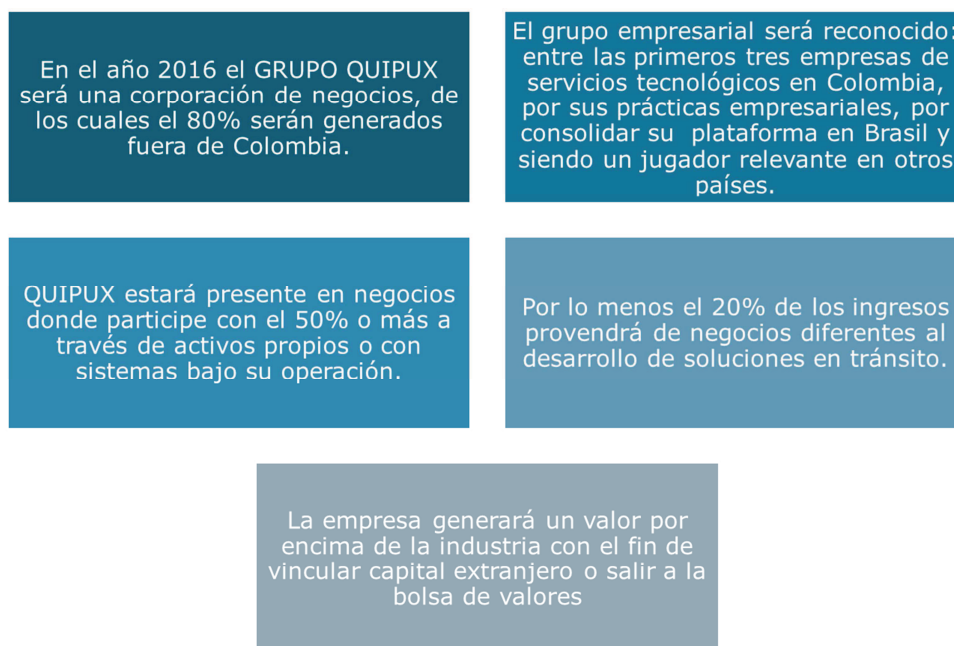 En el año 2016 el GRUPO QUIPUX
será una corporación de negocios, de
los cuales el 80% serán generados
fuera de Colombia.
El grupo empresarial será reconocido:
entre las primeros tres empresas de
servicios tecnológicos en Colombia,
por sus prácticas empresariales, por
consolidar su plataforma en Brasil y
siendo un jugador relevante en otros
países.
QUIPUX estará presente en negocios
donde participe con el 50% o más a
través de activos propios o con
sistemas bajo su operación.
Por lo menos el 20% de los ingresos
provendrá de negocios diferentes al
desarrollo de soluciones en tránsito.
La empresa generará un valor por
encima de la industria con el fin de
vincular capital extranjero o salir a la
bolsa de valores